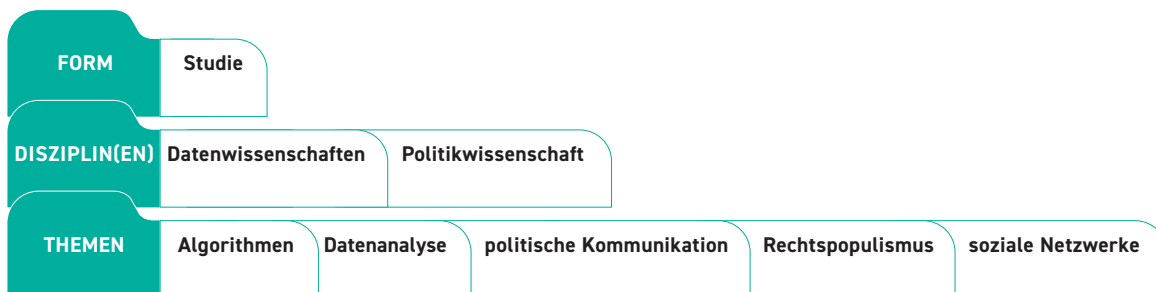 FORM Studie
DISZIPLIN(EN) Datenwissenschaften Politikwissenschaft
THEMEN Algorithmen Datenanalyse politische Kommunikation Rechtspopulismus soziale Netzwerke